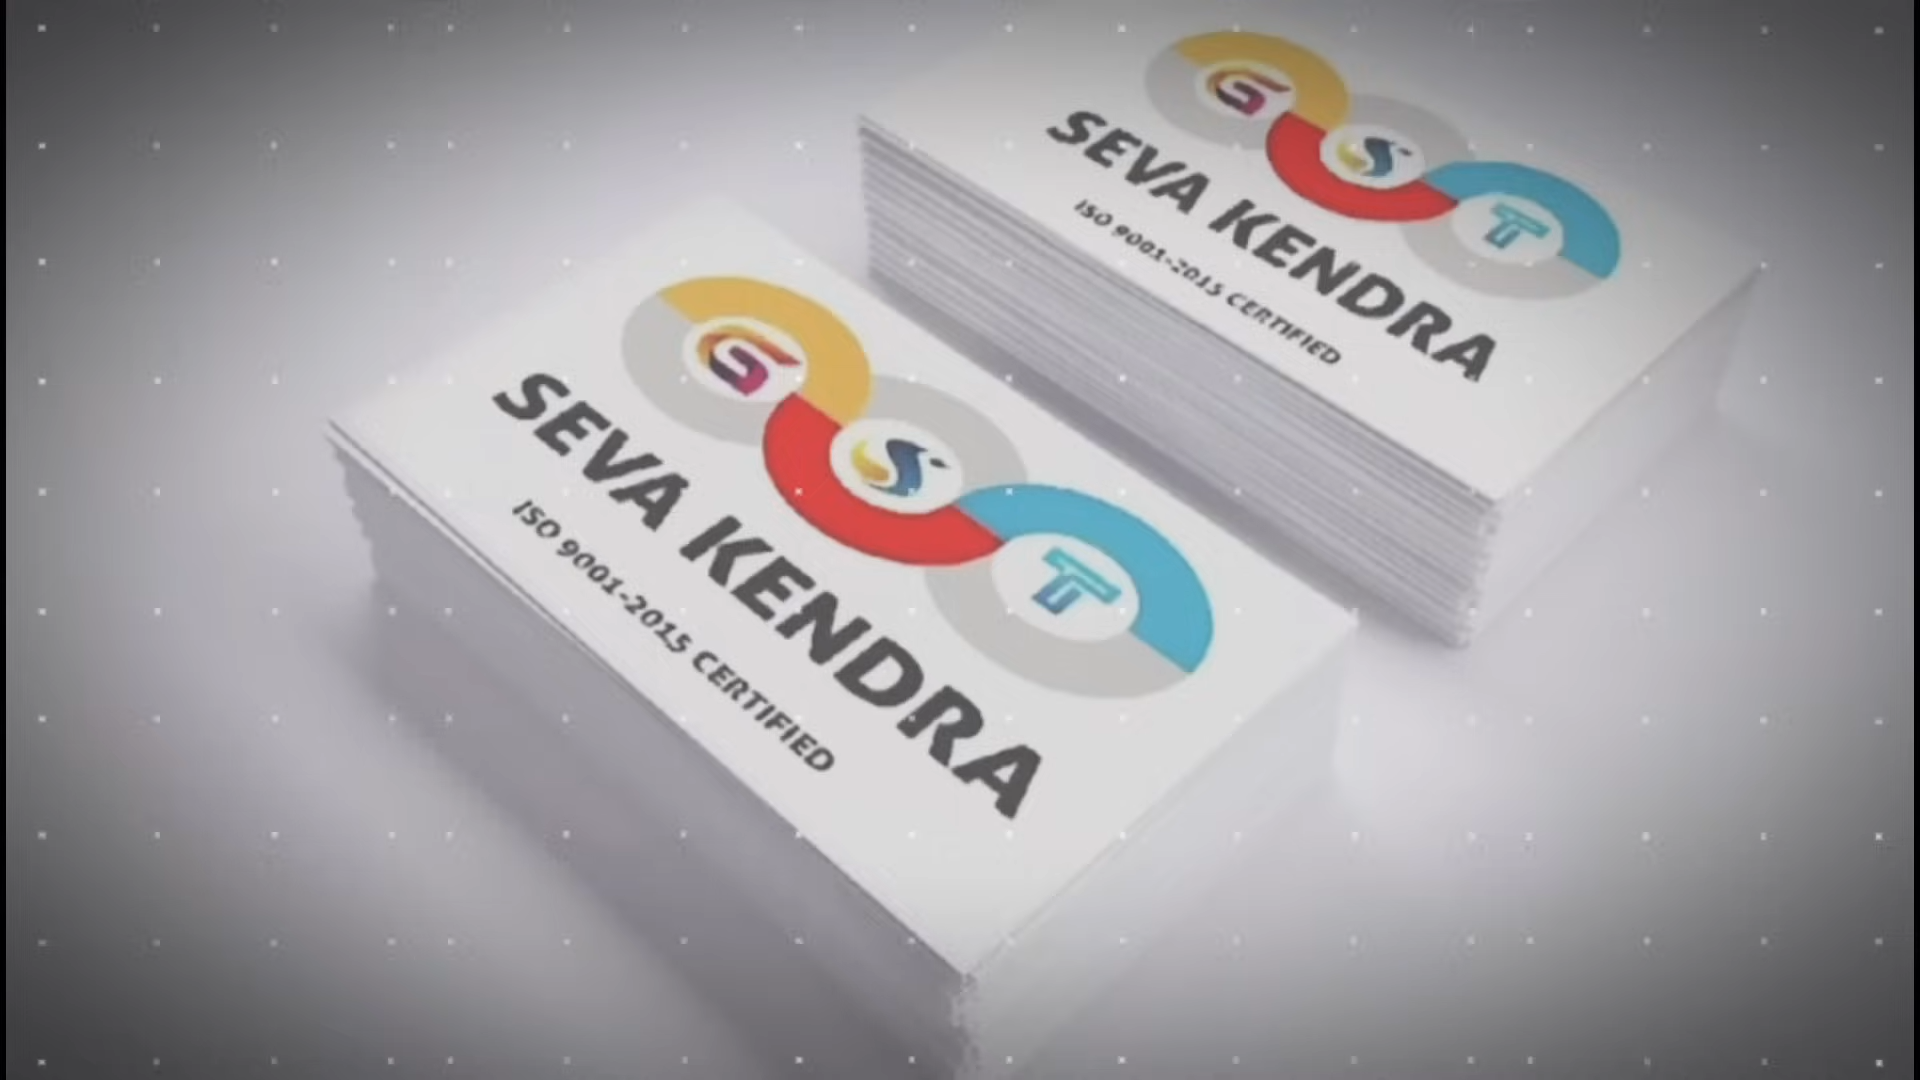 G S T
SEVA KENDRA
ISO 9001-2015 CERTIFIED
G S T
SEVA KENDRA
ISO 9001-2015 CERTIFIED